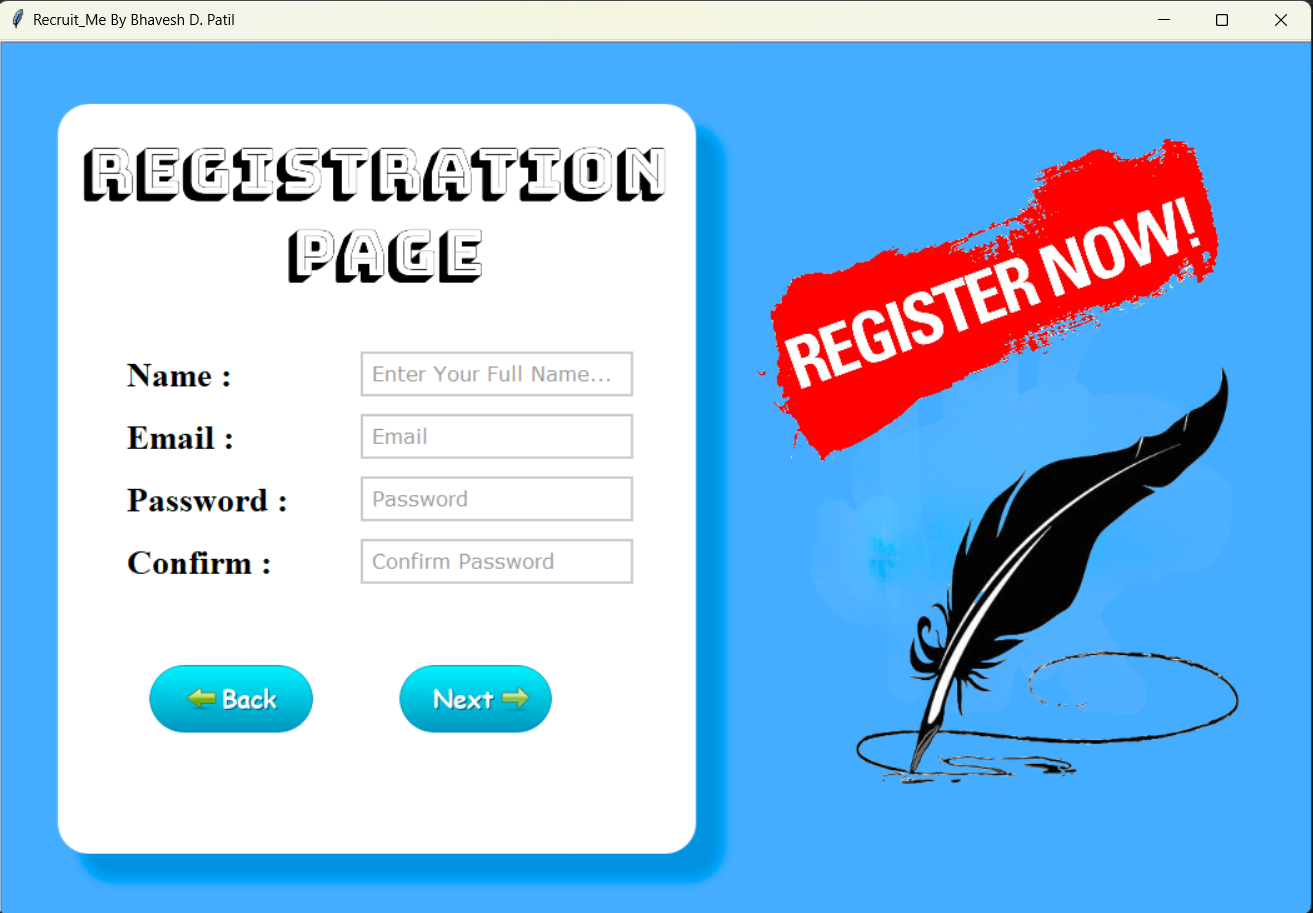 Recruit_Me By Bhavesh D. Patil
REGISTRATION
PAGE
REGISTER NOW!
Name :
Enter Your Full Name...
Email :
Email
Password :
Password
Confirm :
Confirm Password
Back
Next